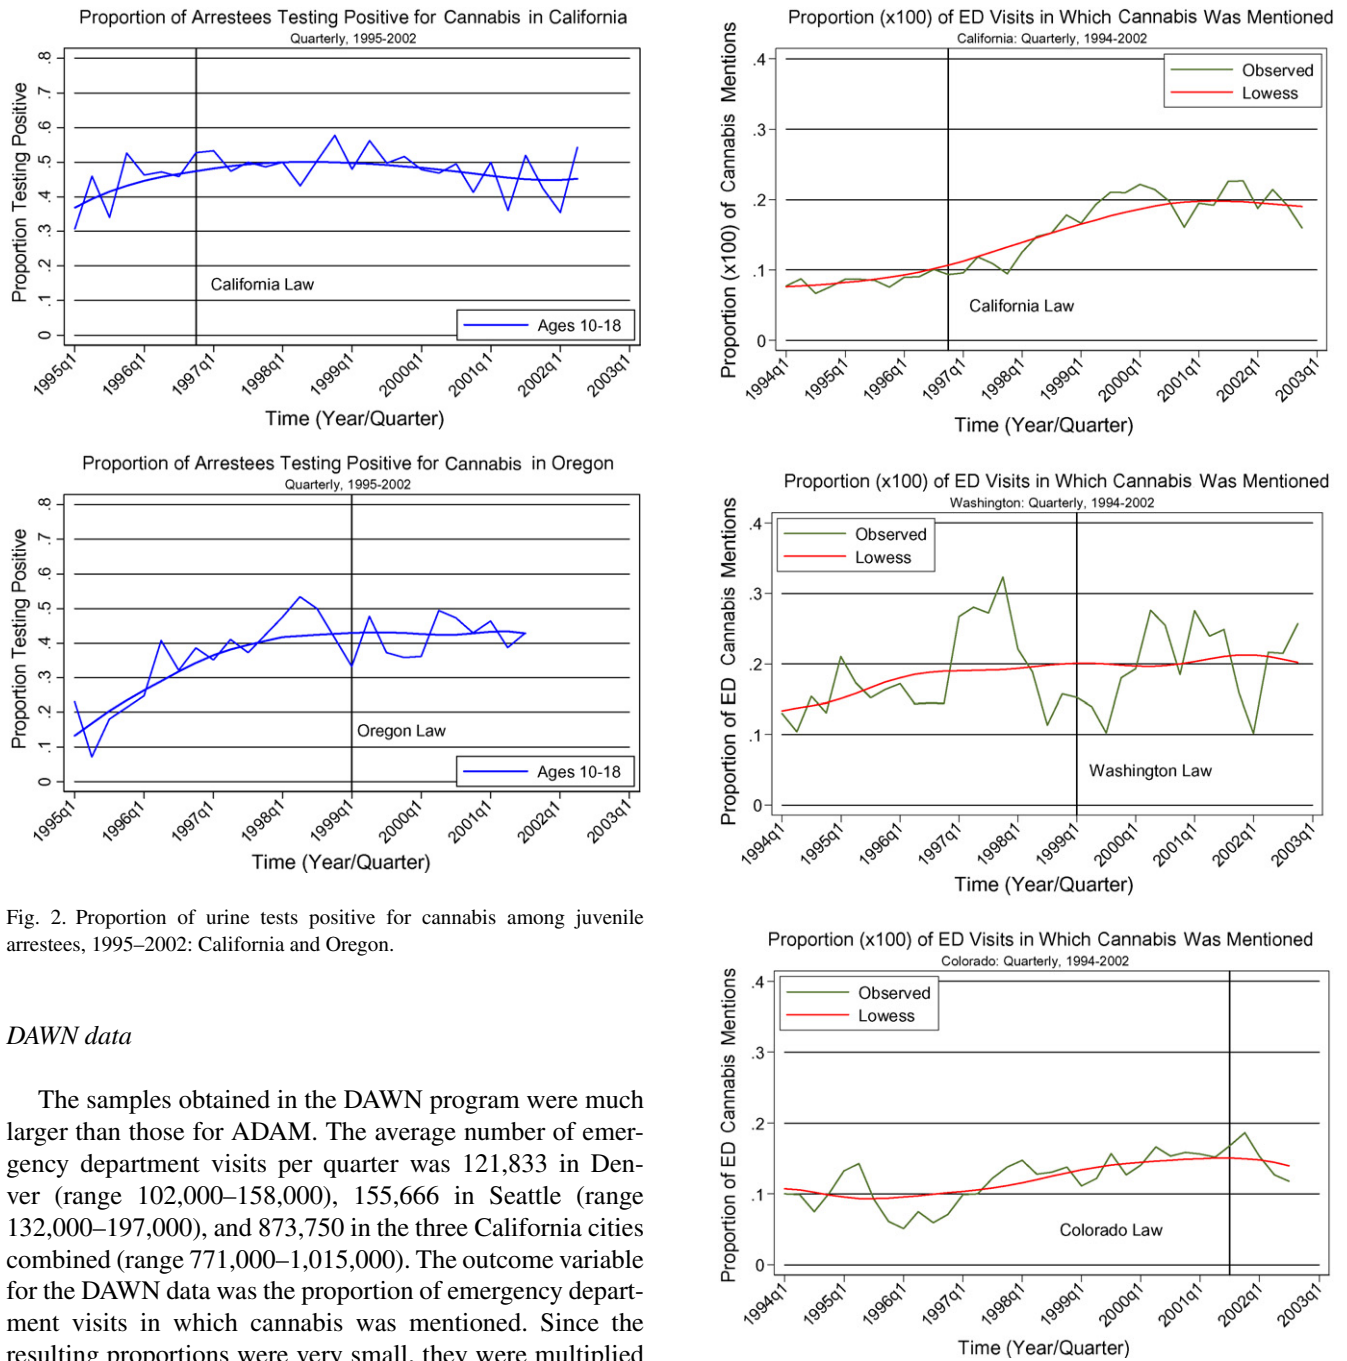 Proportion of Arrestees Testing Positive for Cannabis in California
Quarterly, 1995-2002
Proportion Testing Positive
.8
.7
.6
.5
.4
.3
.2
.1
0
California Law
Ages 10-18
1995q1
1996q1
1997q1
1998q1
1999q1
2000q1
2001q1
2002q1
2003q1
Time (Year/Quarter)
Proportion of Arrestees Testing Positive for Cannabis in Oregon
Quarterly, 1995-2002
Proportion Testing Positive
.8
.7
.6
.5
.4
.3
.2
.1
0
Oregon Law
Ages 10-18
1995q1
1996q1
1997q1
1998q1
1999q1
2000q1
2001q1
2002q1
2003q1
Time (Year/Quarter)
Fig. 2. Proportion of urine tests positive for cannabis among juvenile
arrestees, 1995–2002: California and Oregon.
DAWN data
The samples obtained in the DAWN program were much
larger than those for ADAM. The average number of emer-
gency department visits per quarter was 121,833 in Den-
ver (range 102,000–158,000), 155,666 in Seattle (range
132,000–197,000), and 873,750 in the three California cities
combined (range 771,000–1,015,000). The outcome variable
for the DAWN data was the proportion of emergency depart-
ment visits in which cannabis was mentioned. Since the
resulting proportions were very small, they were multiplied
Proportion (x100) of ED Visits in Which Cannabis Was Mentioned
California: Quarterly, 1994-2002
Proportion (x100) of Cannabis Mentions
.4
.3
.2
.1
0
Observed
Lowess
California Law
1994q1
1995q1
1996q1
1997q1
1998q1
1999q1
2000q1
2001q1
2002q1
2003q1
Time (Year/Quarter)
Proportion (x100) of ED Visits in Which Cannabis Was Mentioned
Washington: Quarterly, 1994-2002
Proportion of ED Cannabis Mentions
.4
.3
.2
.1
0
Observed
Lowess
Washington Law
1994q1
1995q1
1996q1
1997q1
1998q1
1999q1
2000q1
2001q1
2002q1
2003q1
Time (Year/Quarter)
Proportion (x100) of ED Visits in Which Cannabis Was Mentioned
Colorado: Quarterly, 1994-2002
Proportion of ED Cannabis Mentions
.4
.3
.2
.1
0
Observed
Lowess
Colorado Law
1994q1
1995q1
1996q1
1997q1
1998q1
1999q1
2000q1
2001q1
2002q1
2003q1
Time (Year/Quarter)